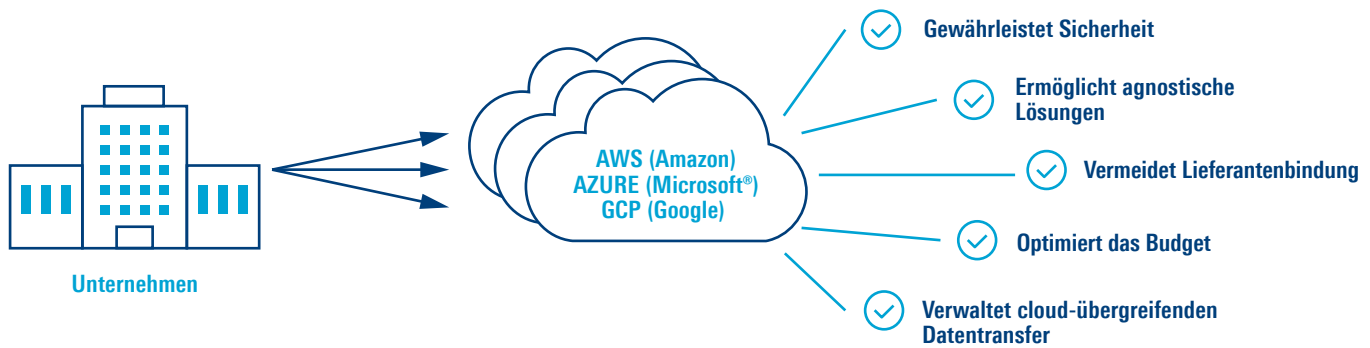 Unternehmen
AWS (Amazon)
AZURE (Microsoft®)
GCP (Google)
Gewährleistet Sicherheit
Ermöglicht agnostische
Lösungen
Vermeidet Lieferantenbindung
Optimiert das Budget
Verwaltet cloud-übergreifenden
Datentransfer